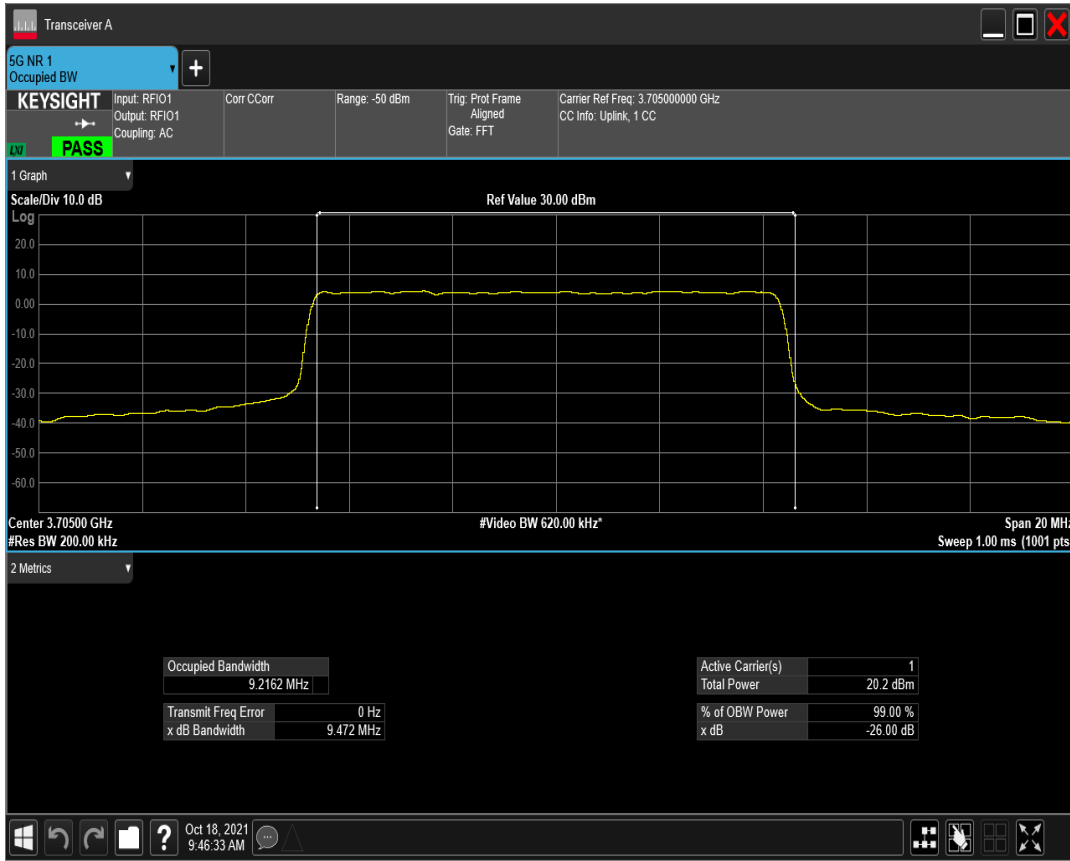 Transceiver A
5G NR 1
Occupied BW
KEYSIGHT
Input: RFIO1
Output: RFIO1
Coupling: AC
Corr CCorr
Range: -50 dBm
Trig: Prot Frame
Aligned
Gate: FFT
Carrier Ref Freq: 3.705000000 GHz
CC Info: Uplink, 1 CC
LXI
PASS
1 Graph
Scale/Div 10.0 dB
Ref Value 30.00 dBm
Log
20.0
10.0
0.00
-10.0
-20.0
-30.0
-40.0
-50.0
-60.0
Center 3.70500 GHz
#Video BW 620.00 kHz*
Span 20 MHz
#Res BW 200.00 kHz
Sweep 1.00 ms (1001 pts
2 Metrics
Occupied Bandwidth
9.2162 MHz
Transmit Freq Error 0 Hz
x dB Bandwidth 9.472 MHz
Active Carrier(s) 1
Total Power 20.2 dBm
% of OBW Power 99.00 %
x dB -26.00 dB
Oct 18, 2021
9:46:33 AM